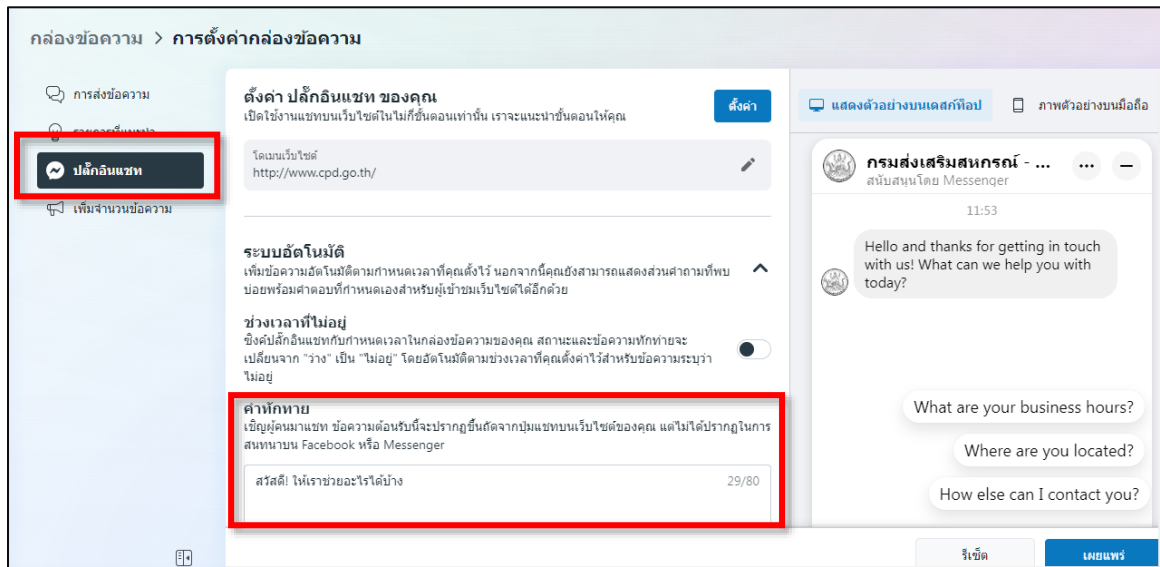 กล่องข้อความ > การตั้งค่ากล่องข้อความ
การส่งข้อความ
ปลั๊กอินแชท
เพิ่มจำนวนข้อความ
ตั้งค่า ปลั๊กอินแชท ของคุณ
เปิดใช้งานแชทบนเว็บไซต์ในไม่กี่ขั้นตอนเท่านั้น เราจะแนะนำขั้นตอนให้คุณ
ตั้งค่า
โดเมนเว็บไซต์
http://www.cpd.go.th/
ระบบอัตโนมัติ
เพิ่มข้อความอัตโนมัติตามกำหนดเวลาที่คุณตั้งไว้ นอกจากนี้คุณยังสามารถแสดงส่วนคำถามที่พบ
บ่อยพร้อมคำตอบที่กำหนดเองสำหรับผู้เข้าชมเว็บไซต์ได้อีกด้วย
ช่วงเวลาที่ไม่อยู่
ซิงค์ปลั๊กอินแชทกับกำหนดเวลาในกล่องข้อความของคุณ สถานะและข้อความทักทายจะ
เปลี่ยนจาก "ว่าง" เป็น "ไม่อยู่" โดยอัตโนมัติตามช่วงเวลาที่คุณตั้งค่าไว้สำหรับข้อความระบุว่า
ไม่อยู่
คำทักทาย
เชิญผู้คนมาแชท ข้อความต้อนรับนี้จะปรากฏขึ้นถัดจากปุ่มแชทบนเว็บไซต์ของคุณ แต่ไม่ได้ปรากฏในการ
สนทนาบน Facebook หรือ Messenger
สวัสดี! ให้เราช่วยอะไรได้บ้าง
29/80
แสดงตัวอย่างบนเดสก์ท็อป
ภาพตัวอย่างบนมือถือ
กรมส่งเสริมสหกรณ์ - ...
สนับสนุนโดย Messenger
11:53
Hello and thanks for getting in touch
with us! What can we help you with
today?
What are your business hours?
Where are you located?
How else can I contact you?
รีเซ็ต
เผยแพร่